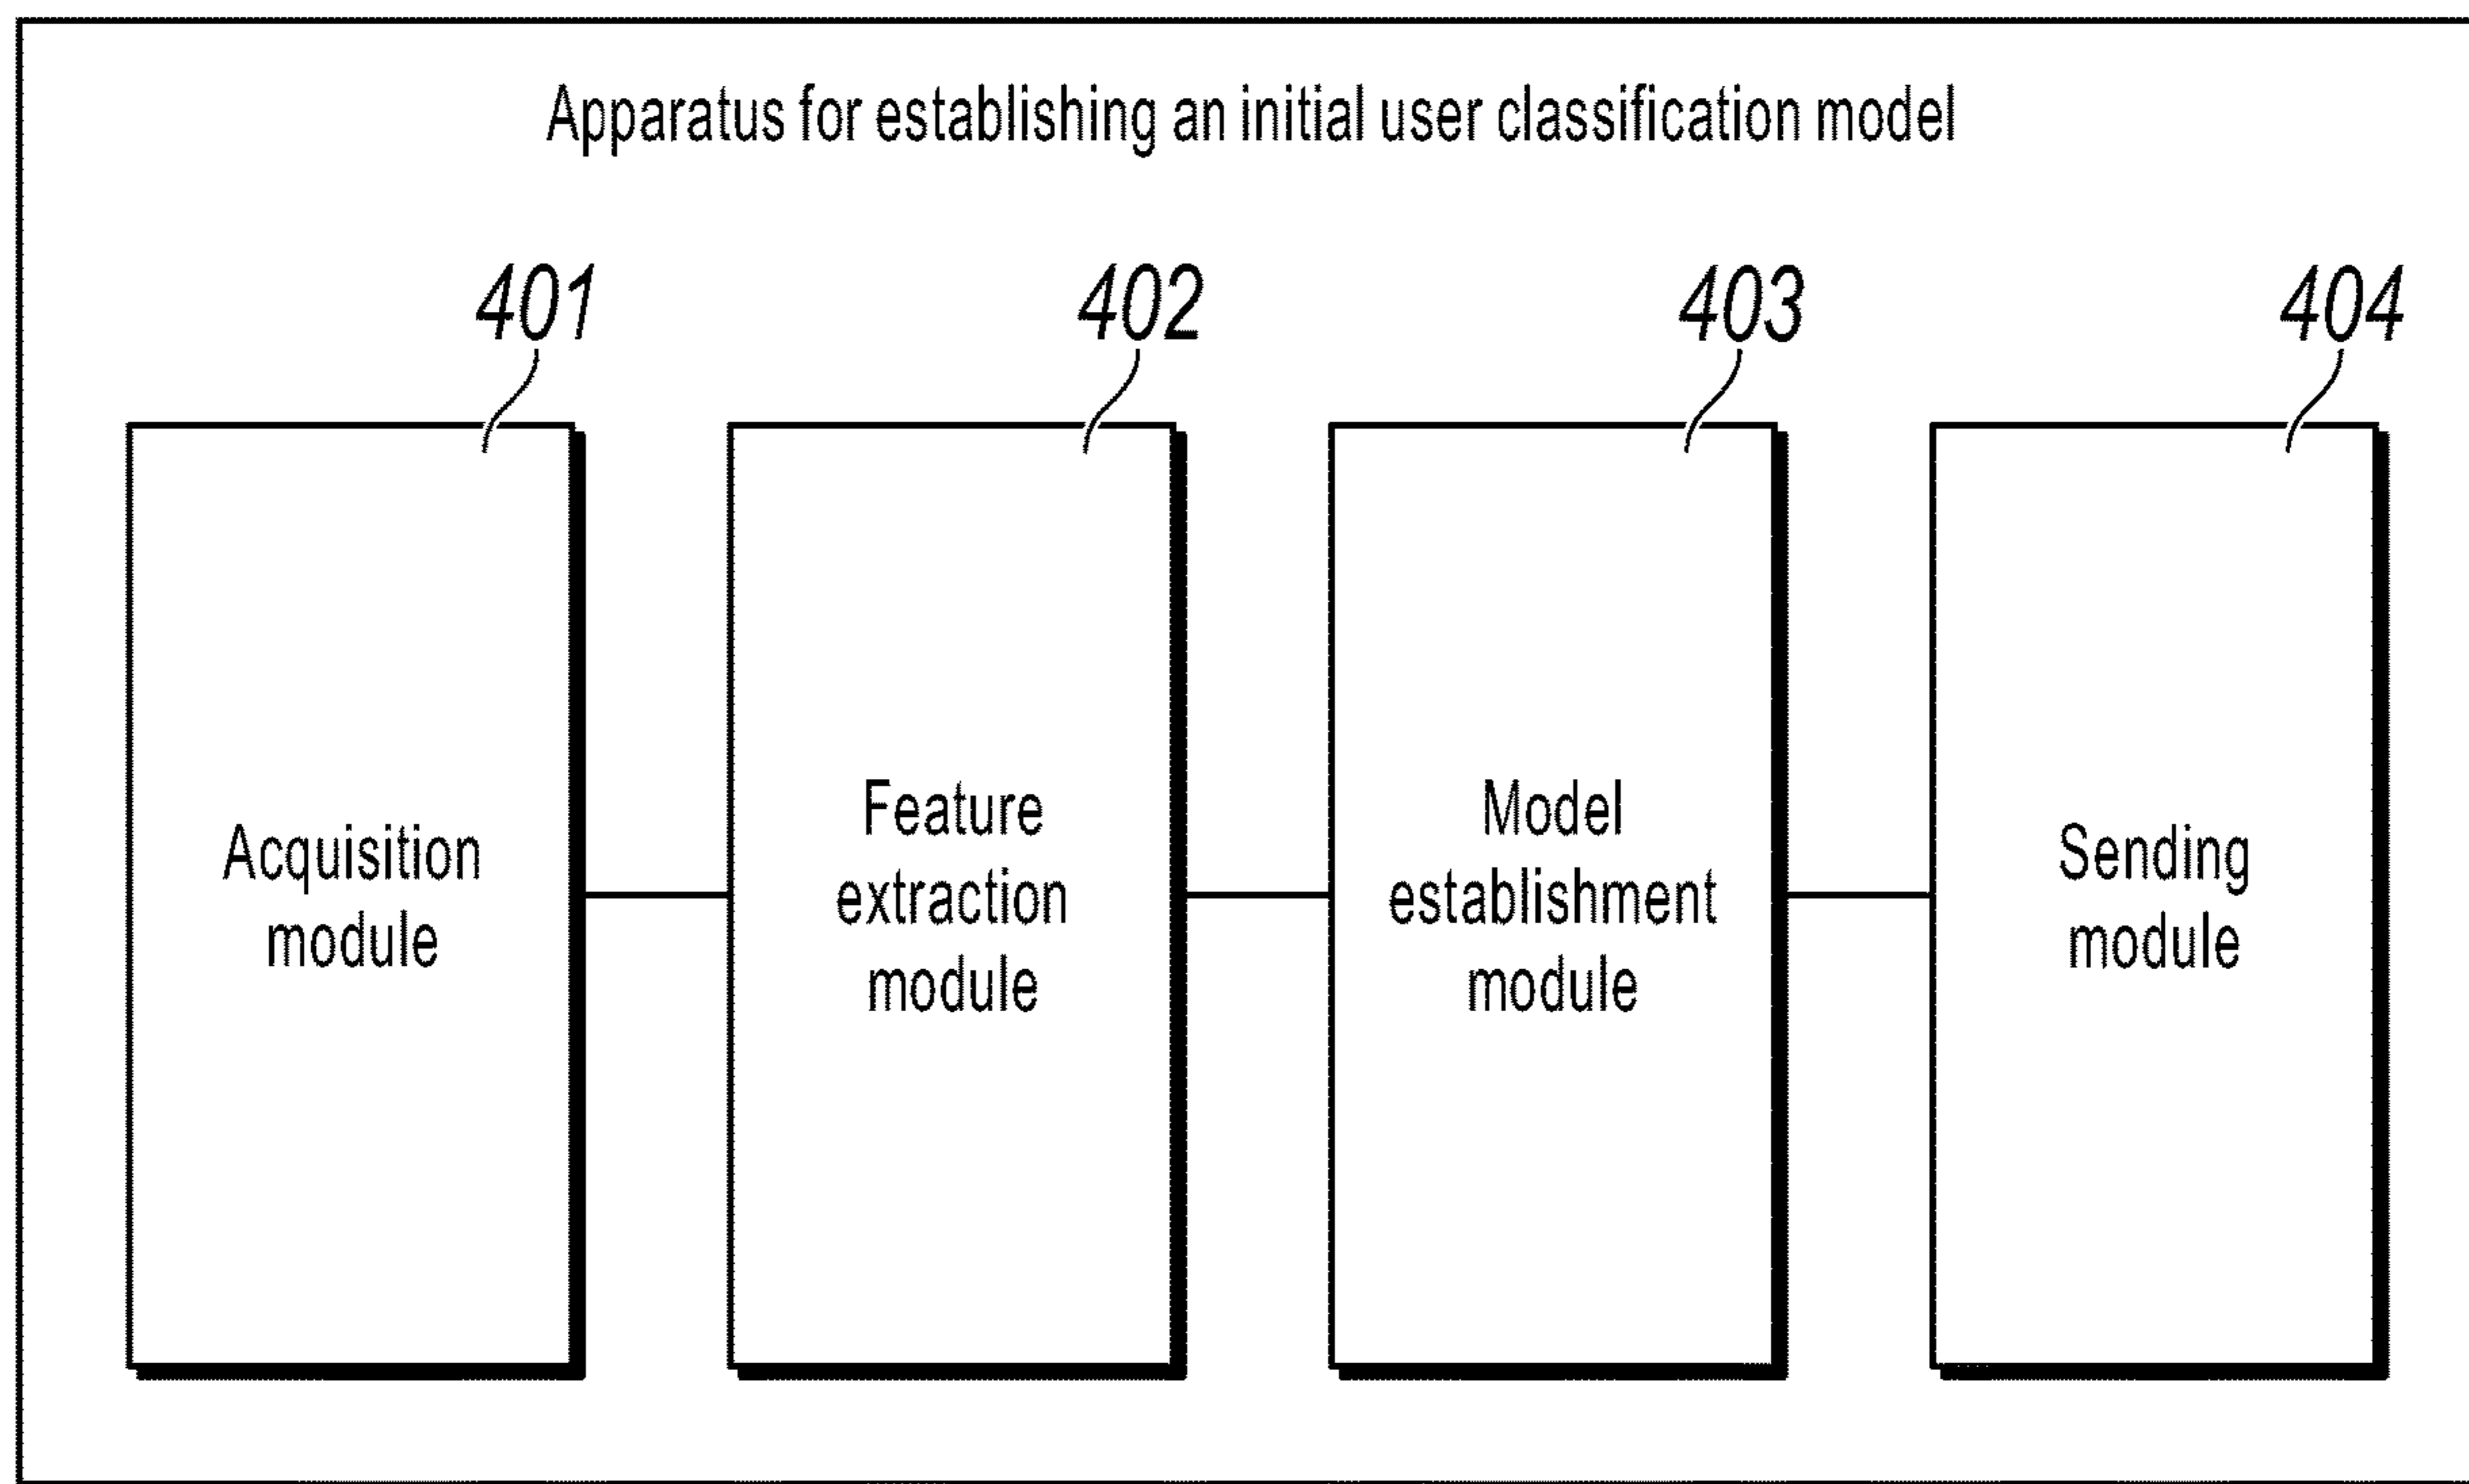 Apparatus for establishing an initial user classification model
401
402
403
404
Acquisition
module
Feature
extraction
module
Model
establishment
module
Sending
module